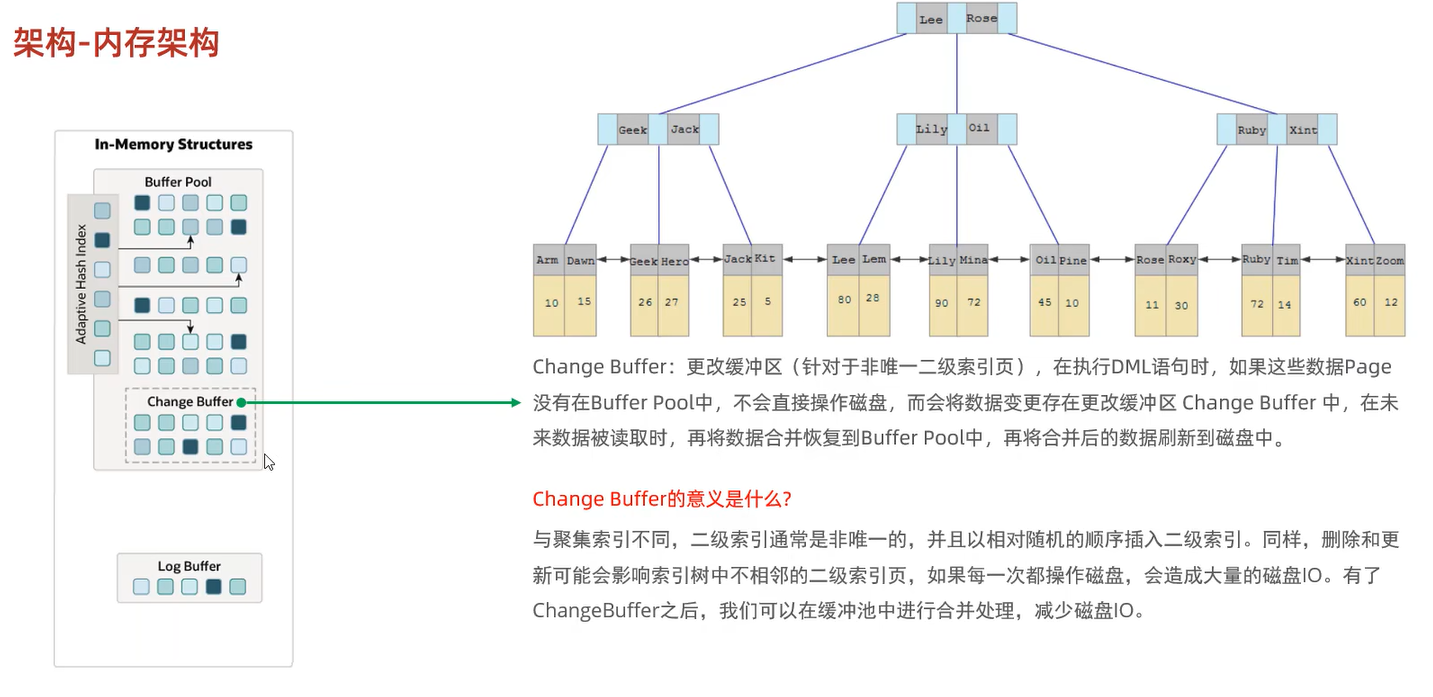 架构-内存架构
In-Memory Structures
Buffer Pool
Adaptive Hash Index
Change Buffer
Log Buffer
Lee Rose
Geek Jack
Lily Oil
Ruby Xint
Arm Dawn Geek Hero Jack Kit Lee Lem Lily Mina Oil Pine Rose Roxy Ruby Tim Xint Zoom
10 15 26 27 25 5 80 28 90 72 45 10 11 30 72 14 60 12
Change Buffer：更改缓冲区（针对于非唯一二级索引页），在执行DML语句时，如果这些数据Page
没有在Buffer Pool中，不会直接操作磁盘，而会将数据变更存在更改缓冲区 Change Buffer 中，在未
来数据被读取时，再将数据合并恢复到Buffer Pool中，再将合并后的数据刷新到磁盘中。
Change Buffer的意义是什么?
与聚集索引不同，二级索引通常是非唯一的，并且以相对随机的顺序插入二级索引。同样，删除和更
新可能会影响索引树中不相邻的二级索引页，如果每一次都操作磁盘，会造成大量的磁盘IO。有了
ChangeBuffer之后，我们可以在缓冲池中进行合并处理，减少磁盘IO。